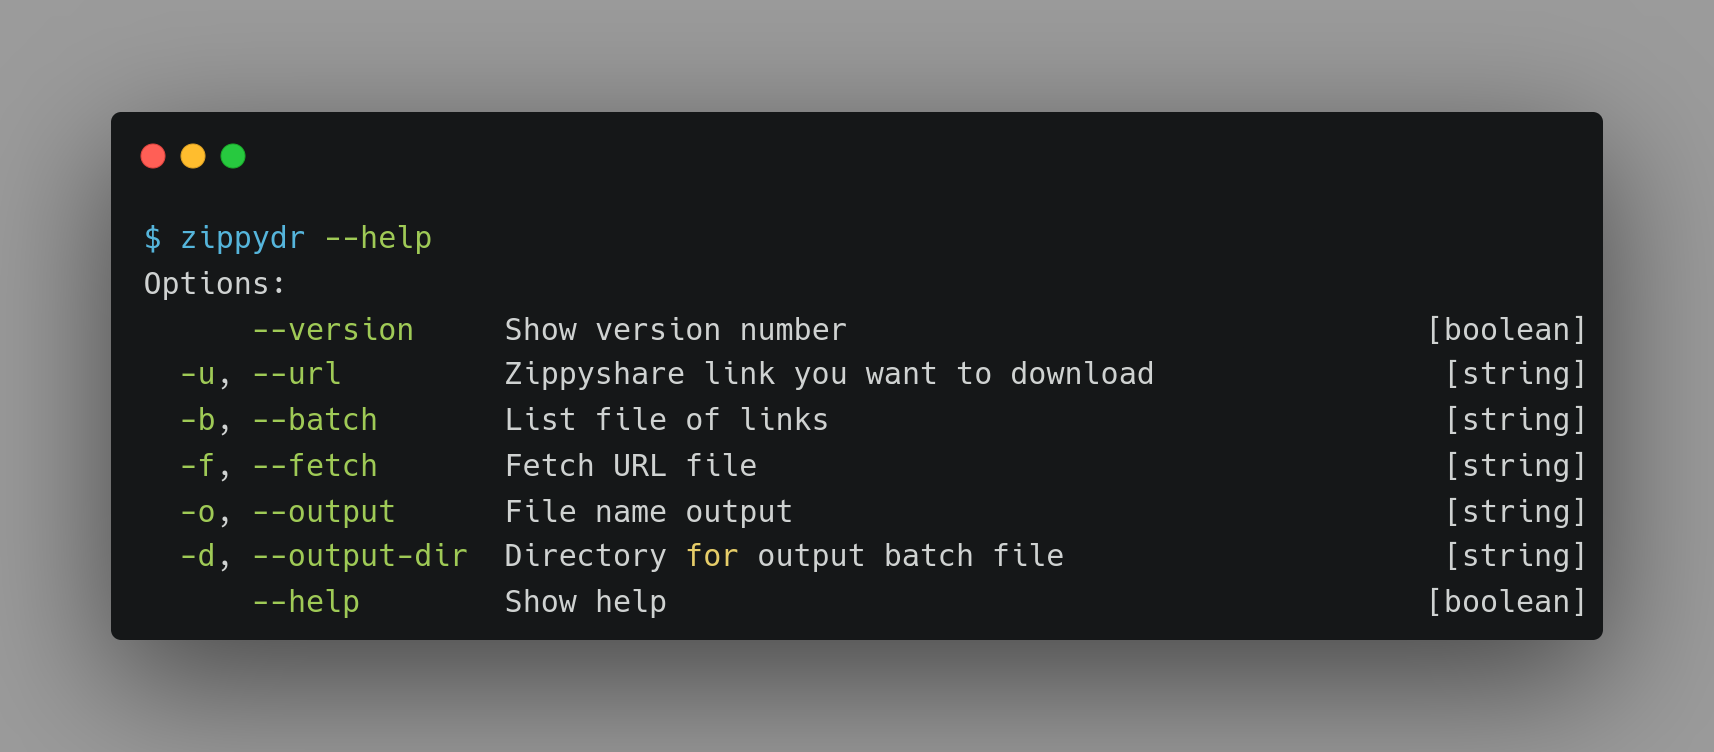 $ zippydr --help
Options:
      --version     Show version number                                [boolean]
  -u, --url         Zippyshare link you want to download                [string]
  -b, --batch       List file of links                                  [string]
  -f, --fetch       Fetch URL file                                      [string]
  -o, --output      File name output                                    [string]
  -d, --output-dir  Directory for output batch file                     [string]
      --help        Show help                                          [boolean]